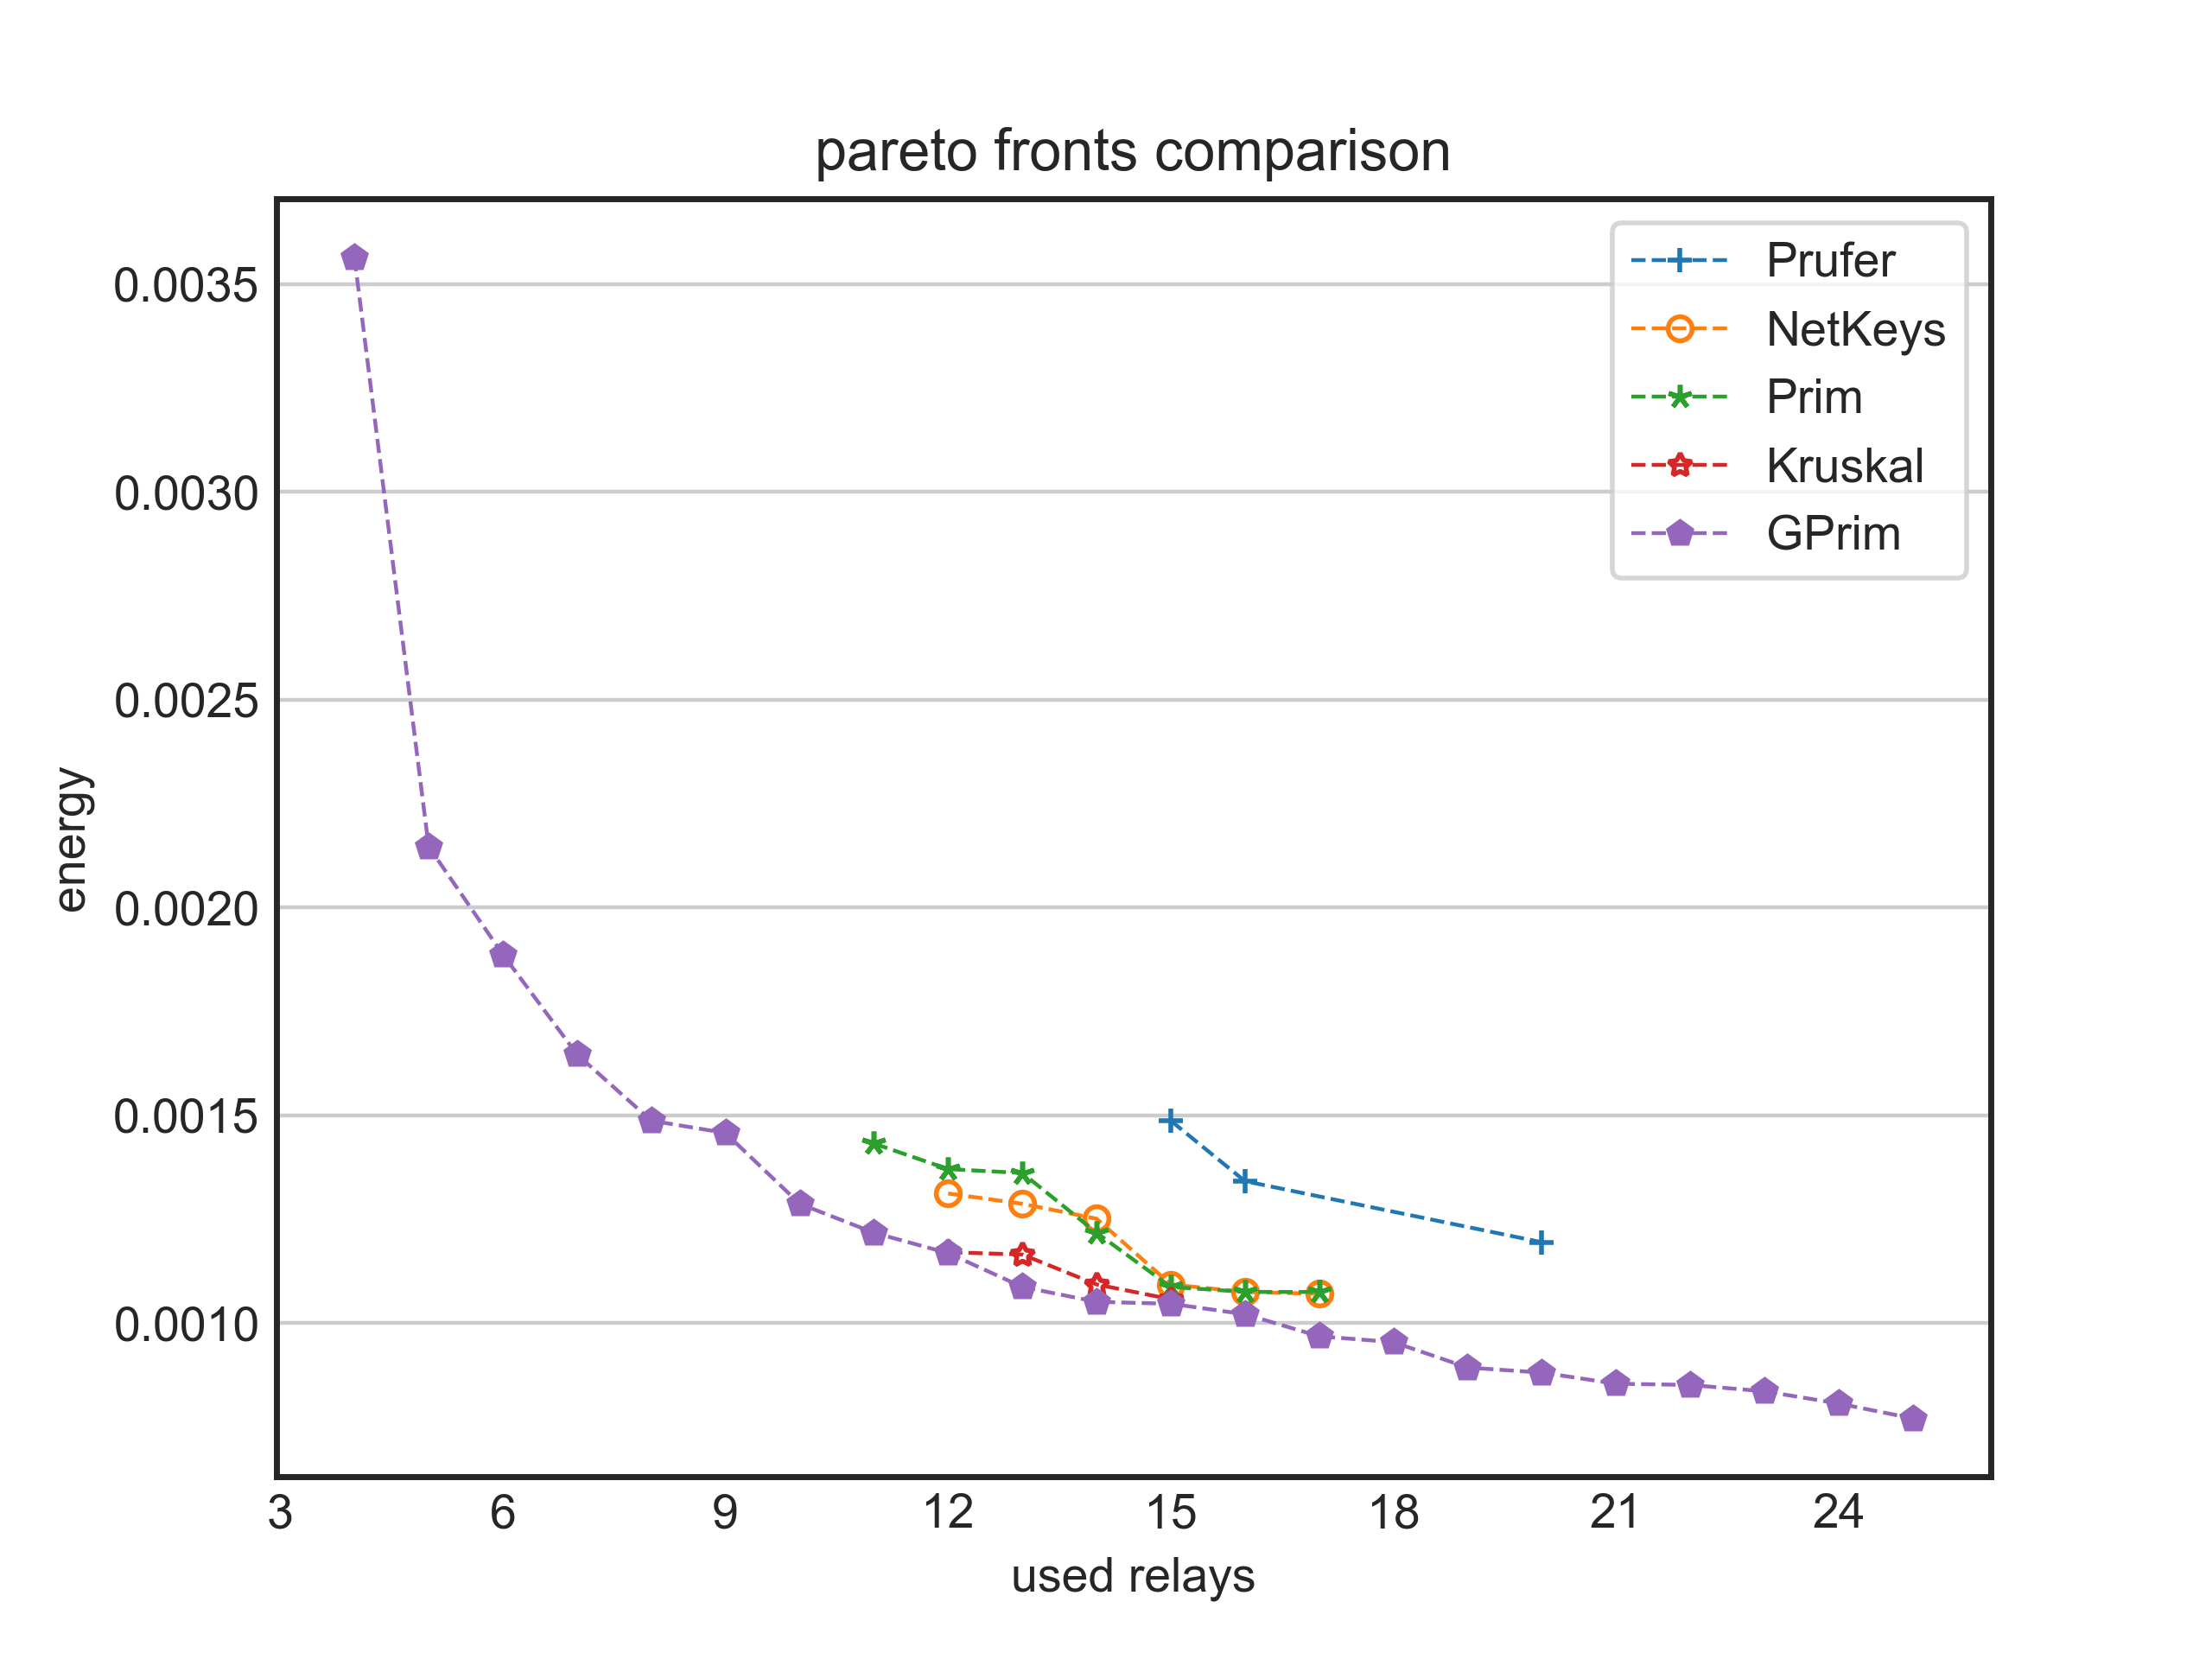 pareto fronts comparison
0.0035
0.0030
0.0025
0.0020
0.0015
0.0010
energy
Prufer
NetKeys
Prim
Kruskal
GPrim
3 6 9 12 15 18 21 24
used relays